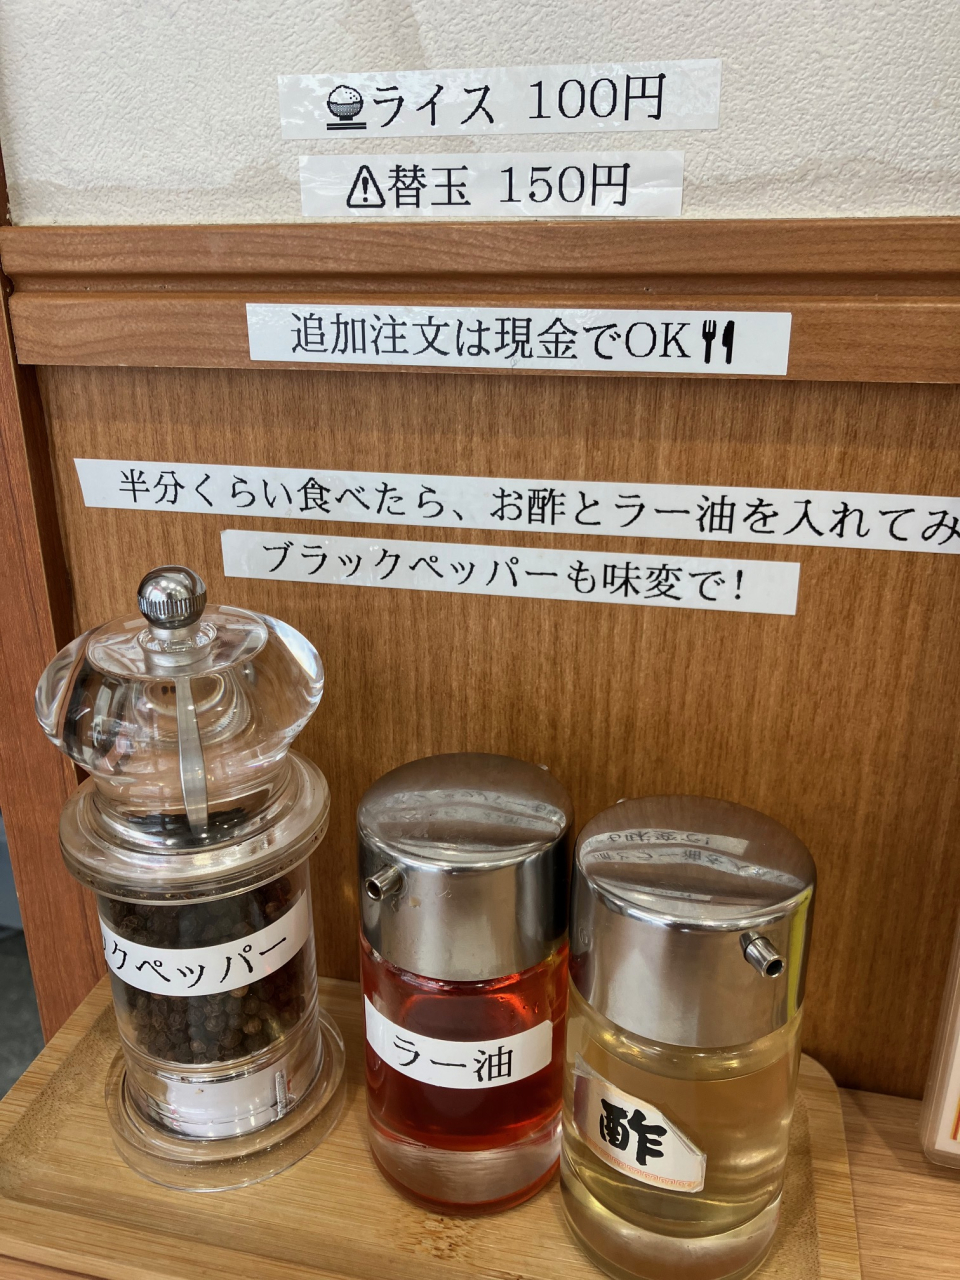 ライス 100円
替玉 150円
追加注文は現金でOK
半分くらい食べたら、お酢とラー油を入れてみ
ブラックペッパーも味変で!
クペッパー
ラー油
酢